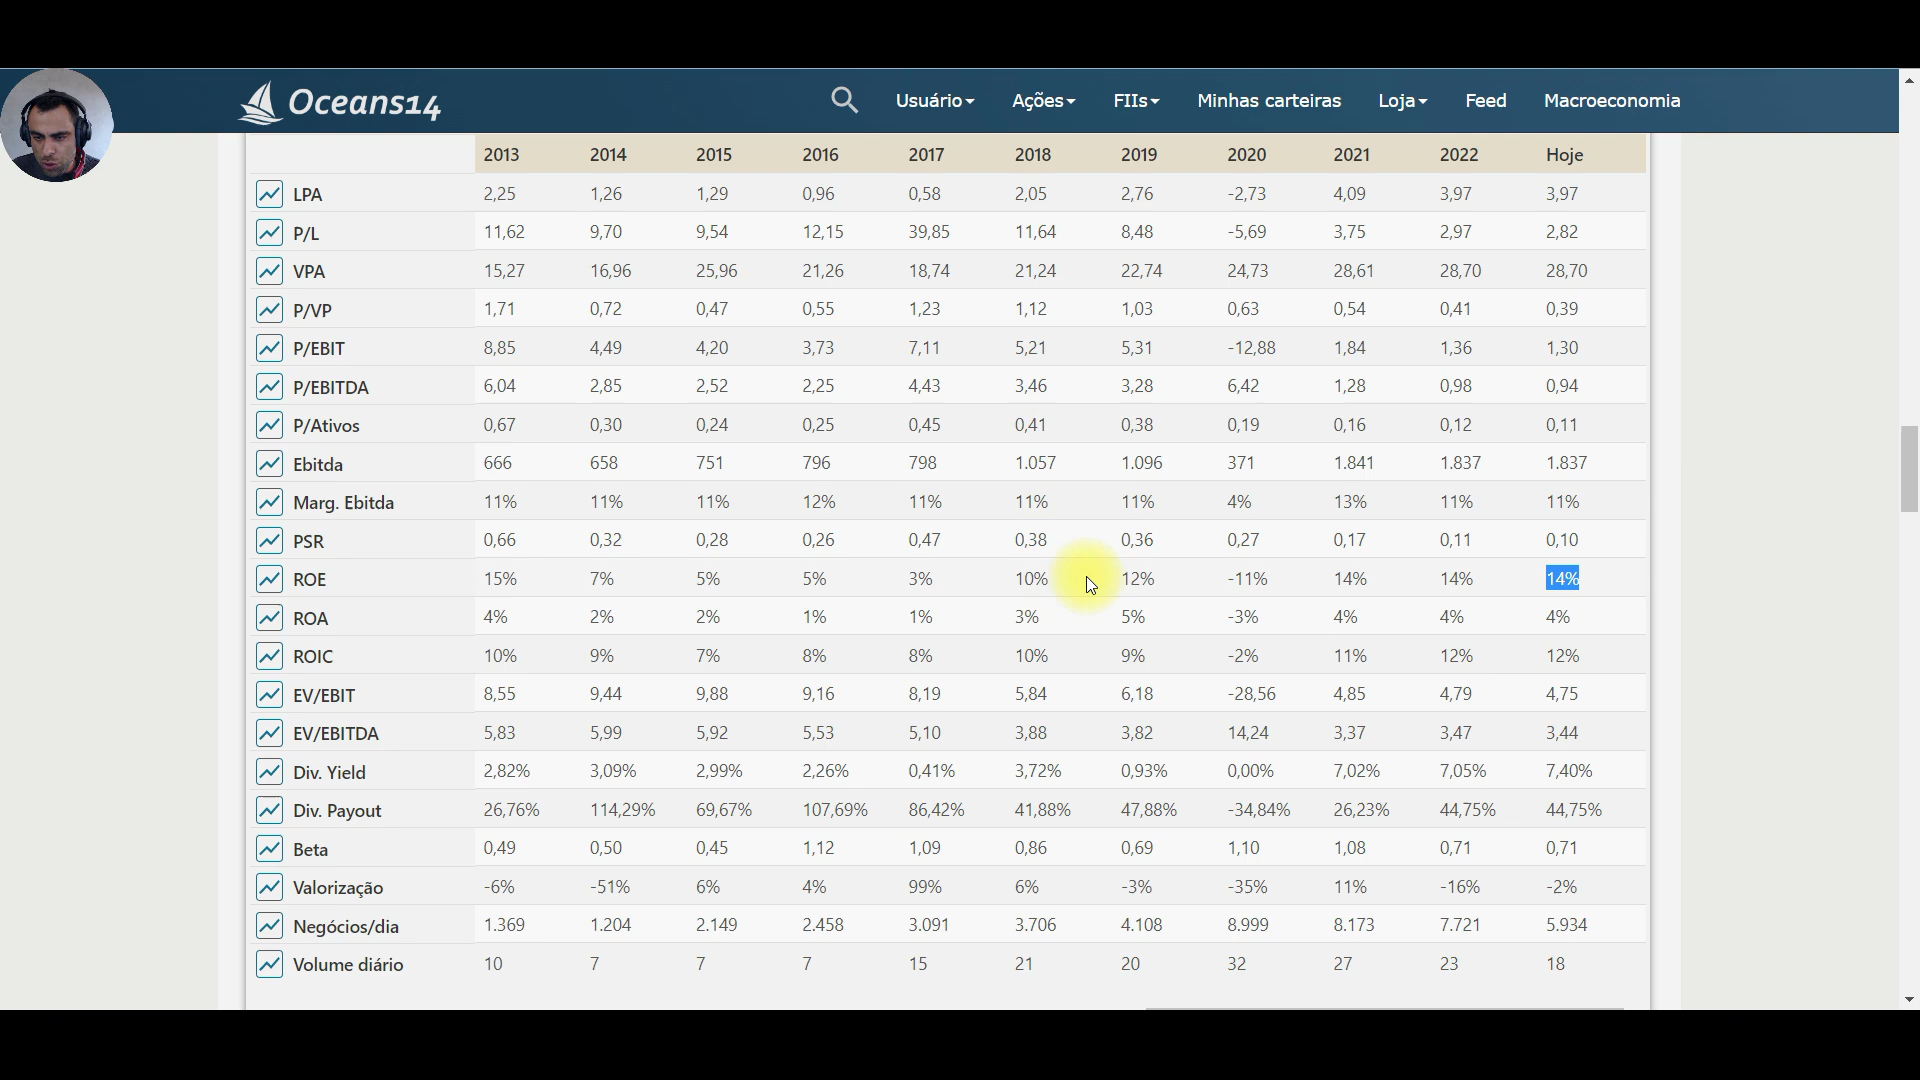 Oceans14 Usuário Ações FIIs Minhas carteiras Loja Feed Macroeconomia
2013 2014 2015 2016 2017 2018 2019 2020 2021 2022 Hoje
LPA 2,25 1,26 1,29 0,96 0,58 2,05 2,76 -2,73 4,09 3,97 3,97
P/L 11,62 9,70 9,54 12,15 39,85 11,64 8,48 -5,69 3,75 2,97 2,82
VPA 15,27 16,96 25,96 21,26 18,74 21,24 22,74 24,73 28,61 28,70 28,70
P/VP 1,71 0,72 0,47 0,55 1,23 1,12 1,03 0,63 0,54 0,41 0,39
P/EBIT 8,85 4,49 4,20 3,73 7,11 5,21 5,31 -12,88 1,84 1,36 1,30
P/EBITDA 6,04 2,85 2,52 2,25 4,43 3,46 3,28 6,42 1,28 0,98 0,94
P/Ativos 0,67 0,30 0,24 0,25 0,45 0,41 0,38 0,19 0,16 0,12 0,11
Ebitda 666 658 751 796 798 1.057 1.096 371 1.841 1.837 1.837
Marg. Ebitda 11% 11% 11% 12% 11% 11% 11% 4% 13% 11% 11%
PSR 0,66 0,32 0,28 0,26 0,47 0,38 0,36 0,27 0,17 0,11 0,10
ROE 15% 7% 5% 5% 3% 10% 12% -11% 14% 14% 14%
ROA 4% 2% 2% 1% 1% 3% 5% -3% 4% 4% 4%
ROIC 10% 9% 7% 8% 8% 10% 9% -2% 11% 12% 12%
EV/EBIT 8,55 9,44 9,88 9,16 8,19 5,84 6,18 -28,56 4,85 4,79 4,75
EV/EBITDA 5,83 5,99 5,92 5,53 5,10 3,88 3,82 14,24 3,37 3,47 3,44
Div. Yield 2,82% 3,09% 2,99% 2,26% 0,41% 3,72% 0,93% 0,00% 7,02% 7,05% 7,40%
Div. Payout 26,76% 114,29% 69,67% 107,69% 86,42% 41,88% 47,88% -34,84% 26,23% 44,75% 44,75%
Beta 0,49 0,50 0,45 1,12 1,09 0,86 0,69 1,10 1,08 0,71 0,71
Valorização -6% -51% 6% 4% 99% 6% -3% -35% 11% -16% -2%
Negócios/dia 1.369 1.204 2.149 2.458 3.091 3.706 4.108 8.999 8.173 7.721 5.934
Volume diário 10 7 7 7 15 21 20 32 27 23 18